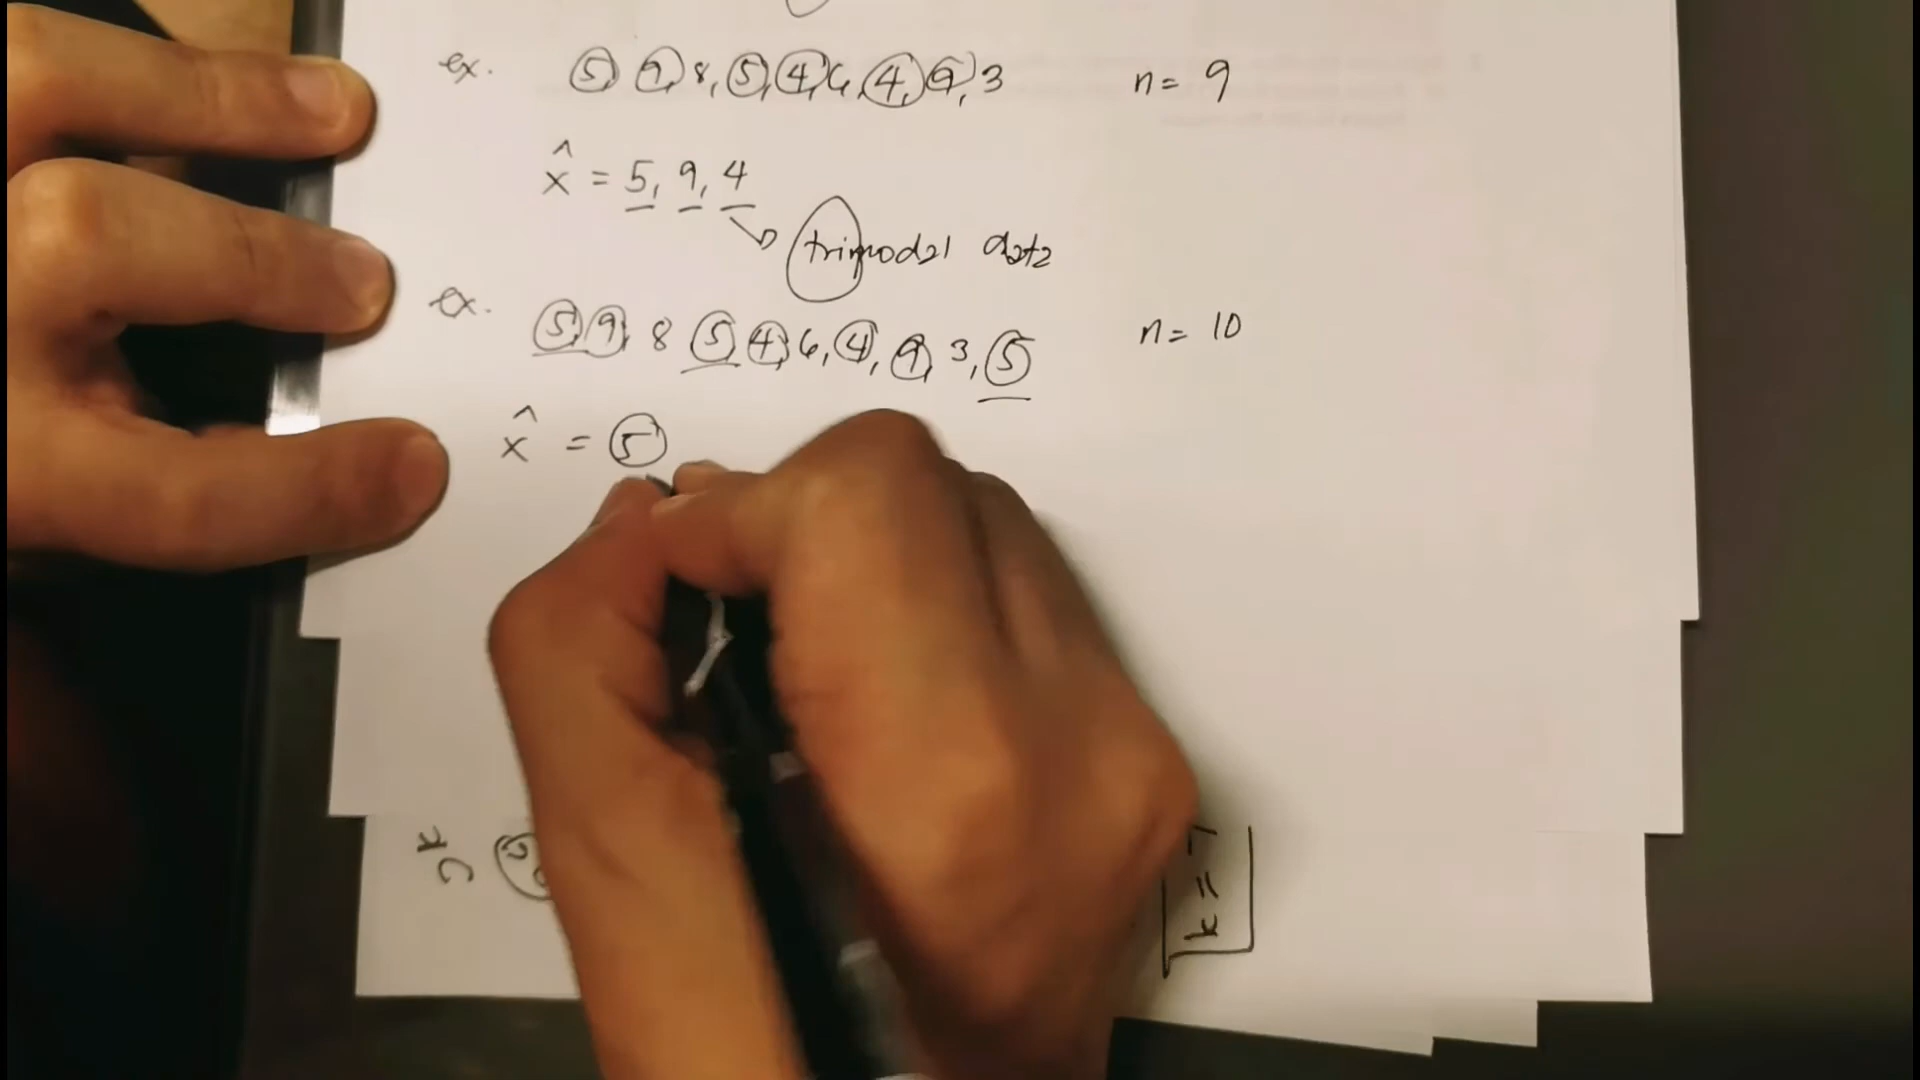 ex. 5, 9, 8, 5, 4, 6, 4, 9, 3 n = 9
x̂ = 5, 9, 4
trimodal data
ex. 5, 9, 8 5, 4, 6, 4, 9, 3, 5 n = 10
x̂ = 5
k =